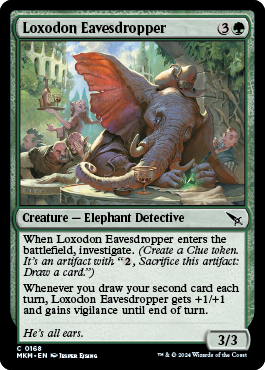 Loxodon Eavesdropper 3
Creature — Elephant Detective
When Loxodon Eavesdropper enters the
battlefield, investigate. (Create a Clue token.
It's an artifact with “2, Sacrifice this artifact:
Draw a card.”)
Whenever you draw your second card each
turn, Loxodon Eavesdropper gets +1/+1
and gains vigilance until end of turn.
He's all ears.
3/3
C 0168
MKM • EN Jesper Ejsing
™ & © 2024 Wizards of the Coast